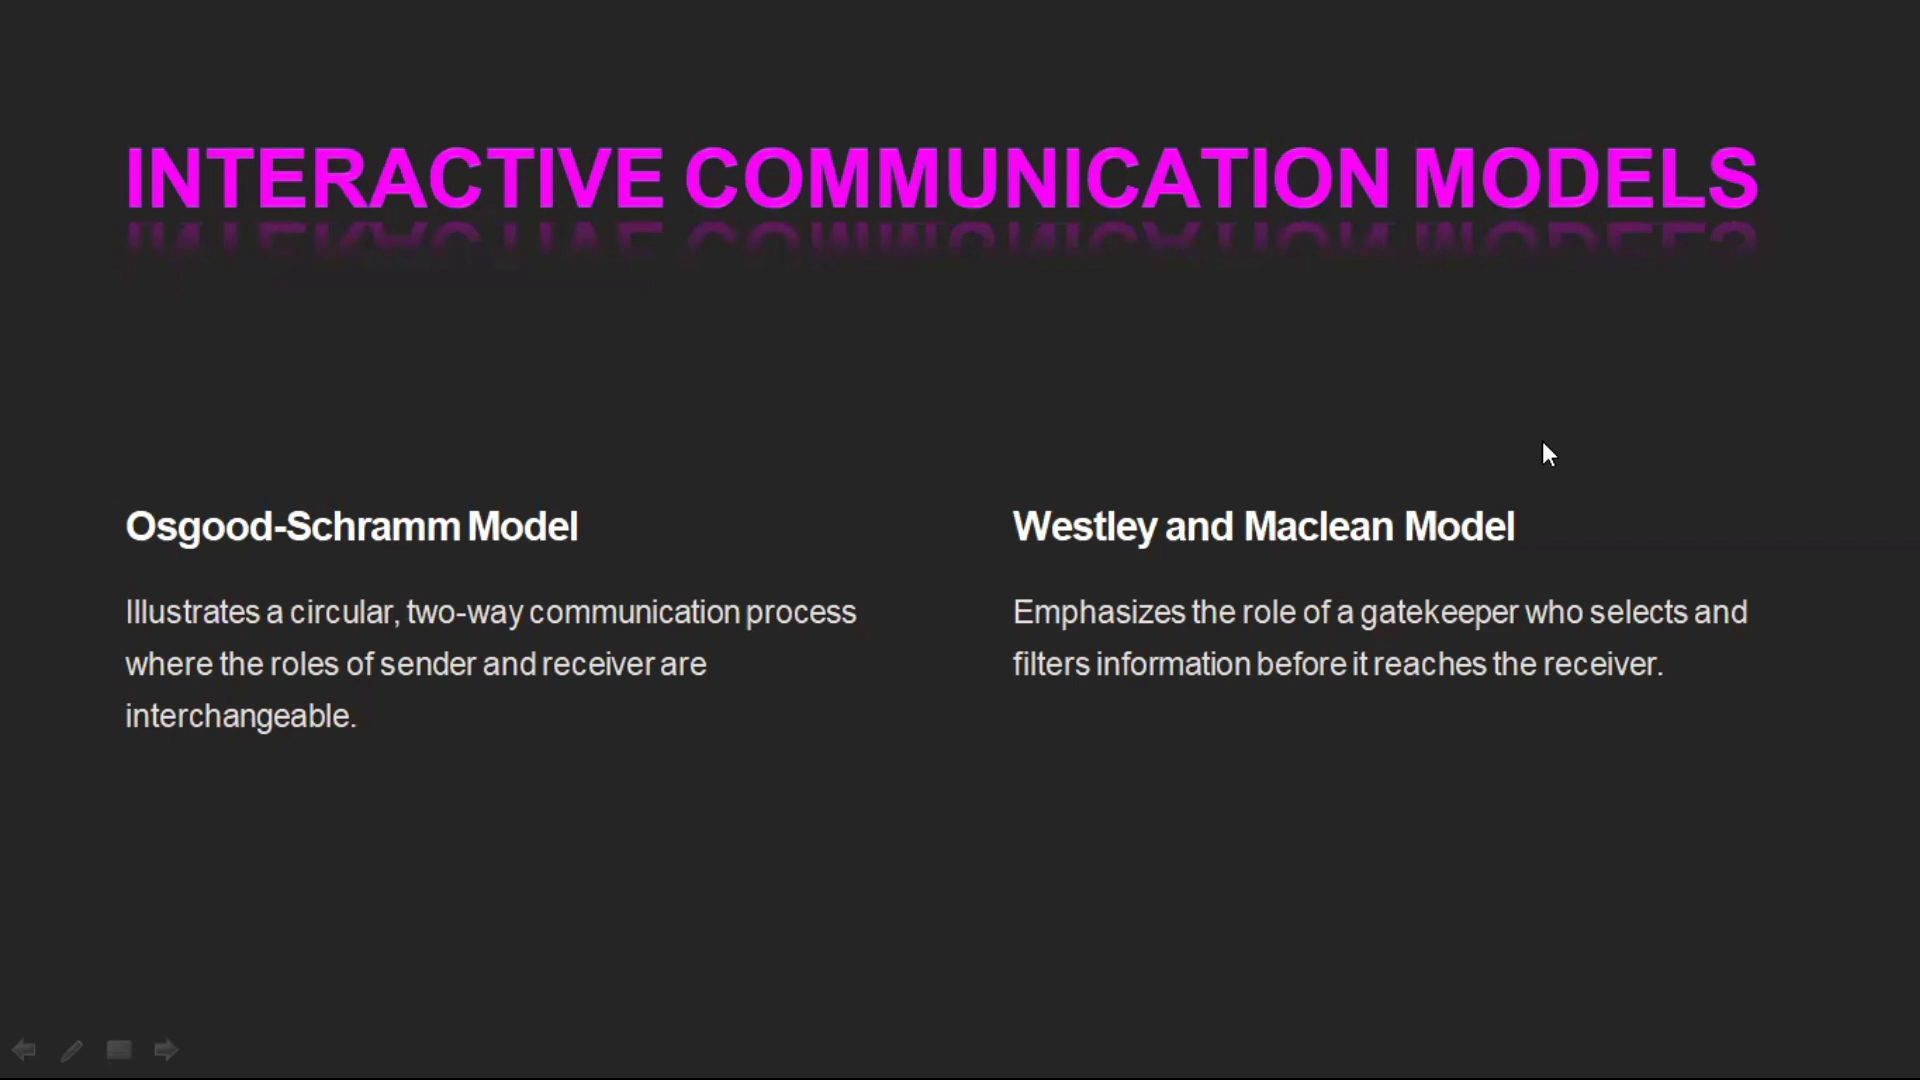 INTERACTIVE COMMUNICATION MODELS
Osgood-Schramm Model
Illustrates a circular, two-way communication process
where the roles of sender and receiver are
interchangeable.
Westley and Maclean Model
Emphasizes the role of a gatekeeper who selects and
filters information before it reaches the receiver.